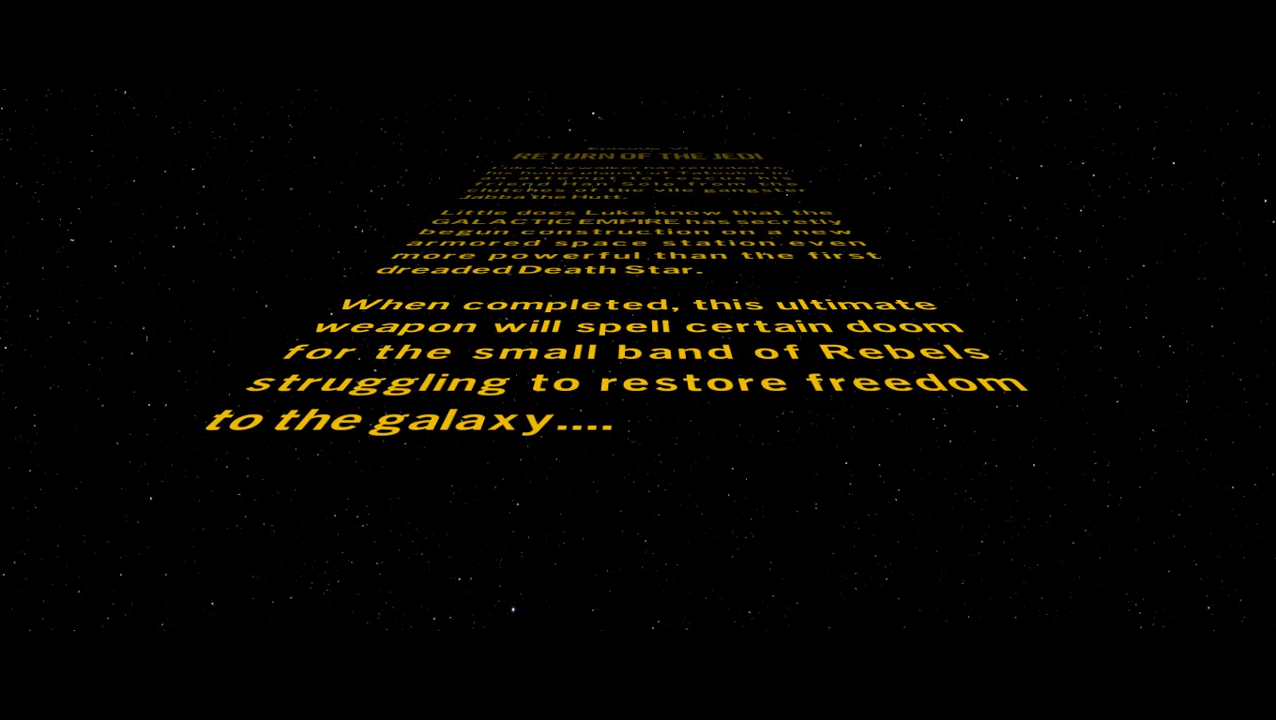 Episode VI
RETURN OF THE JEDI
Luke Skywalker has returned to
his home planet of Tatooine in
an attempt to rescue his
friend Han Solo from the
clutches of the vile gangster
Jabba the Hutt.
Little does Luke know that the
GALACTIC EMPIRE has secretly
begun construction on a new
armored space station even
more powerful than the first
dreaded Death Star.
When completed, this ultimate
weapon will spell certain doom
for the small band of Rebels
struggling to restore freedom
to the galaxy....